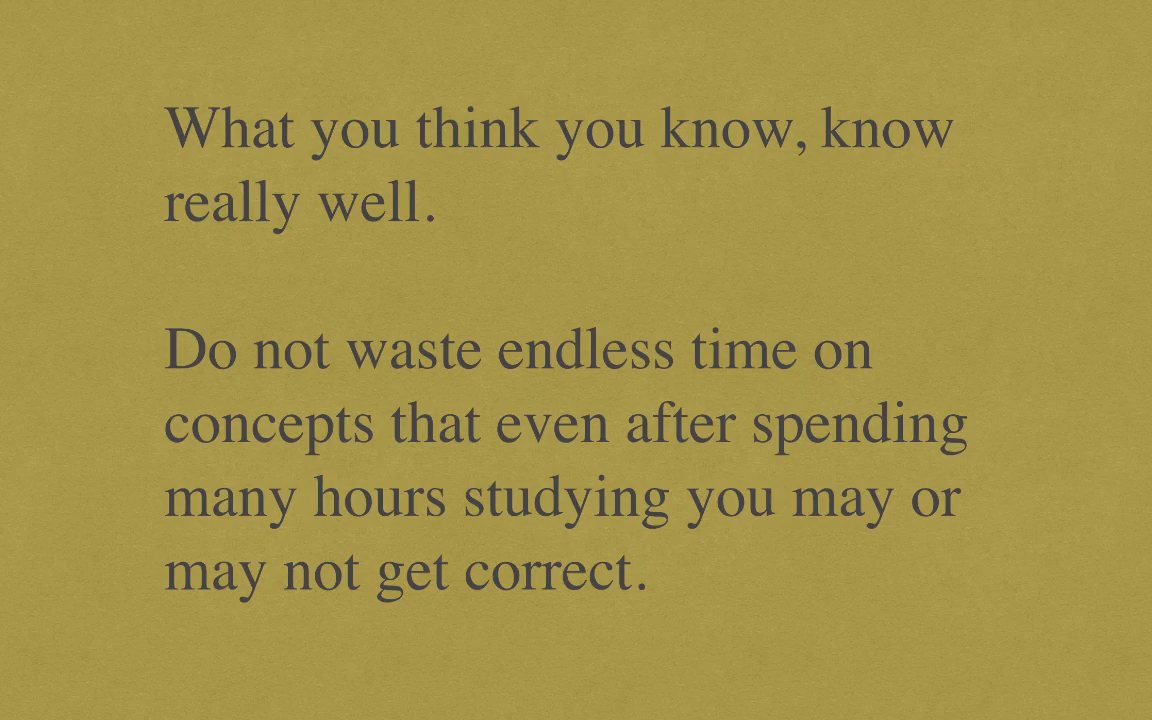 What you think you know, know
really well.
Do not waste endless time on
concepts that even after spending
many hours studying you may or
may not get correct.